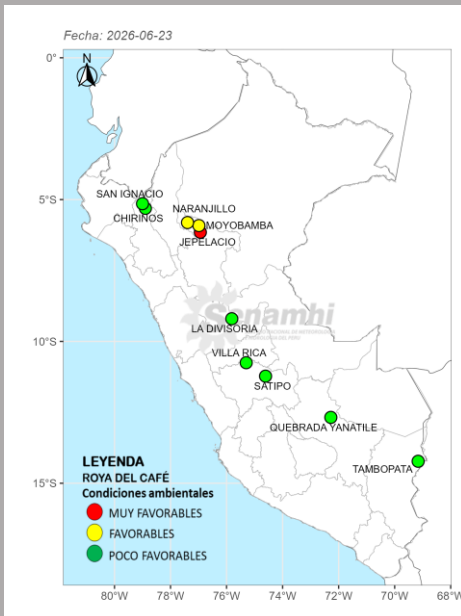 Fecha: 2026-06-23
N
0°
5°S
10°S
15°S
SAN IGNACIO
CHIRINOS
NARANJILLO
MOYOBAMBA
JEPELACIO
Senamhi
LA DIVISORIA
VILLA RICA
SATIPO
QUEBRADA YANATILE
TAMBOPATA
LEYENDA
ROYA DEL CAFÉ
Condiciones ambientales
MUY FAVORABLES
FAVORABLES
POCO FAVORABLES
80°W 78°W 76°W 74°W 72°W 70°W 68°W